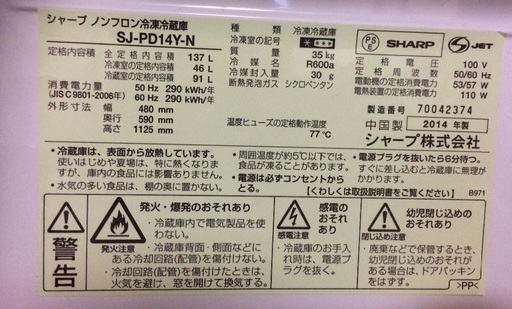 シャープ ノンフロン冷凍冷蔵庫
SJ-PD14Y-N
定格内容積 全定格内容積 137 L
冷凍室の定格内容積 46 L
冷蔵室の定格内容積 91 L
消費電力量 50 Hz 290 kWh/年
(JIS C 9801-2006年) 60 Hz 290 kWh/年
外形寸法 幅 480 mm
奥行 590 mm
高さ 1125 mm
種類 冷凍冷蔵庫
冷凍室の記号
質量 35 kg
冷媒 R600a
冷媒封入量 30 g
断熱発泡ガス シクロペンタン
温度ヒューズの定格動作温度
77℃
PS
E
SHARP
S JET
定格電圧 100 V
定格周波数 50/60 Hz
電動機の定格消費電力 53/57 W
電熱装置の定格消費電力 110 W
製造番号 70042374
中国製 2014 年製
シャープ株式会社
・冷蔵庫は、表面から放熱しています。
使いはじめや夏場は、特に熱くなりま
すが、庫内の食品には影響ありません。
・水気の多い食品は、棚の奥に置かない。
・周囲温度が約5℃以下では、
食品が凍ることがあります。
・電源は必ずコンセントから
とる。
・電源プラグを抜いたら6分待つ。
すぐに差し込むと冷蔵庫に無理が
かかります。
【くわしくは取扱説明書をご覧ください】
B971
警告
発火・爆発のおそれあり
発火注意
・冷蔵庫内で電気製品を使
わない。
・冷蔵庫背面・側面などに
ある冷却回路(配管)を傷付けない。
・冷却回路(配管)を傷付けたときは、
火気を避け、窓を開けて換気する。
感電の
おそれあり
感電注意
・冷蔵庫のお手入
れ時は、電源プ
ラグを抜く。
幼児閉じ込めの
おそれあり
閉じ込め注意
・廃棄などで保管するとき、
幼児閉じ込めのおそれが
ある場合は、ドアパッキン
をはずす。
>PP<